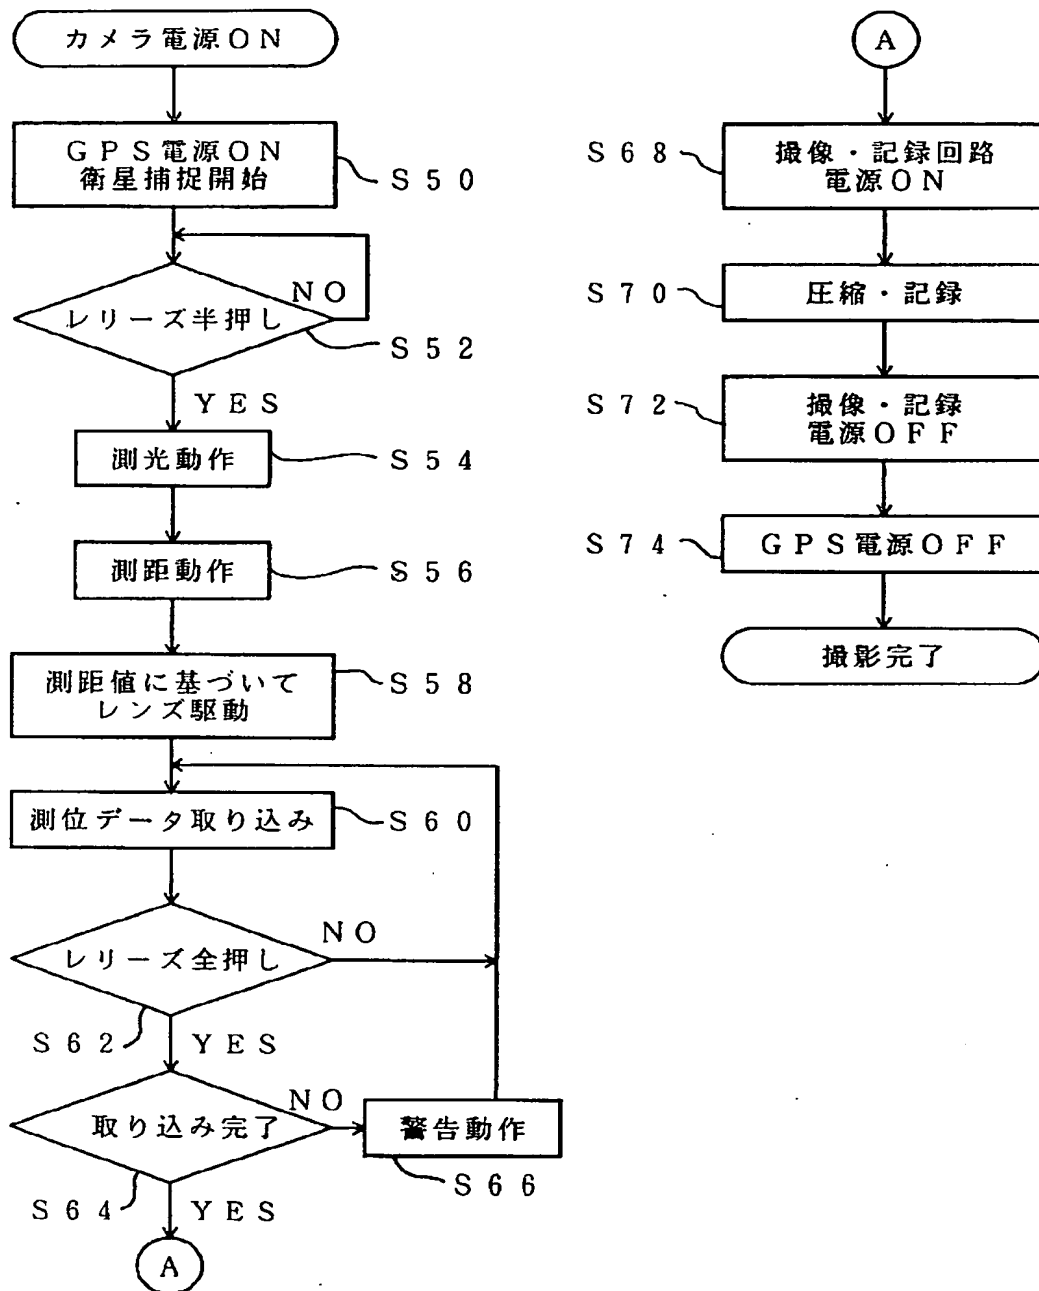 カメラ電源ON
GPS電源ON
衛星捕捉開始
S50
NO
レリーズ半押し
S52
YES
測光動作
S54
測距動作
S56
測距値に基づいて
レンズ駆動
S58
測位データ取り込み
S60
NO
レリーズ全押し
S62
YES
NO
取り込み完了
警告動作
S66
S64
YES
A
A
S68
撮像・記録回路
電源ON
S70
圧縮・記録
S72
撮像・記録
電源OFF
S74
GPS電源OFF
撮影完了